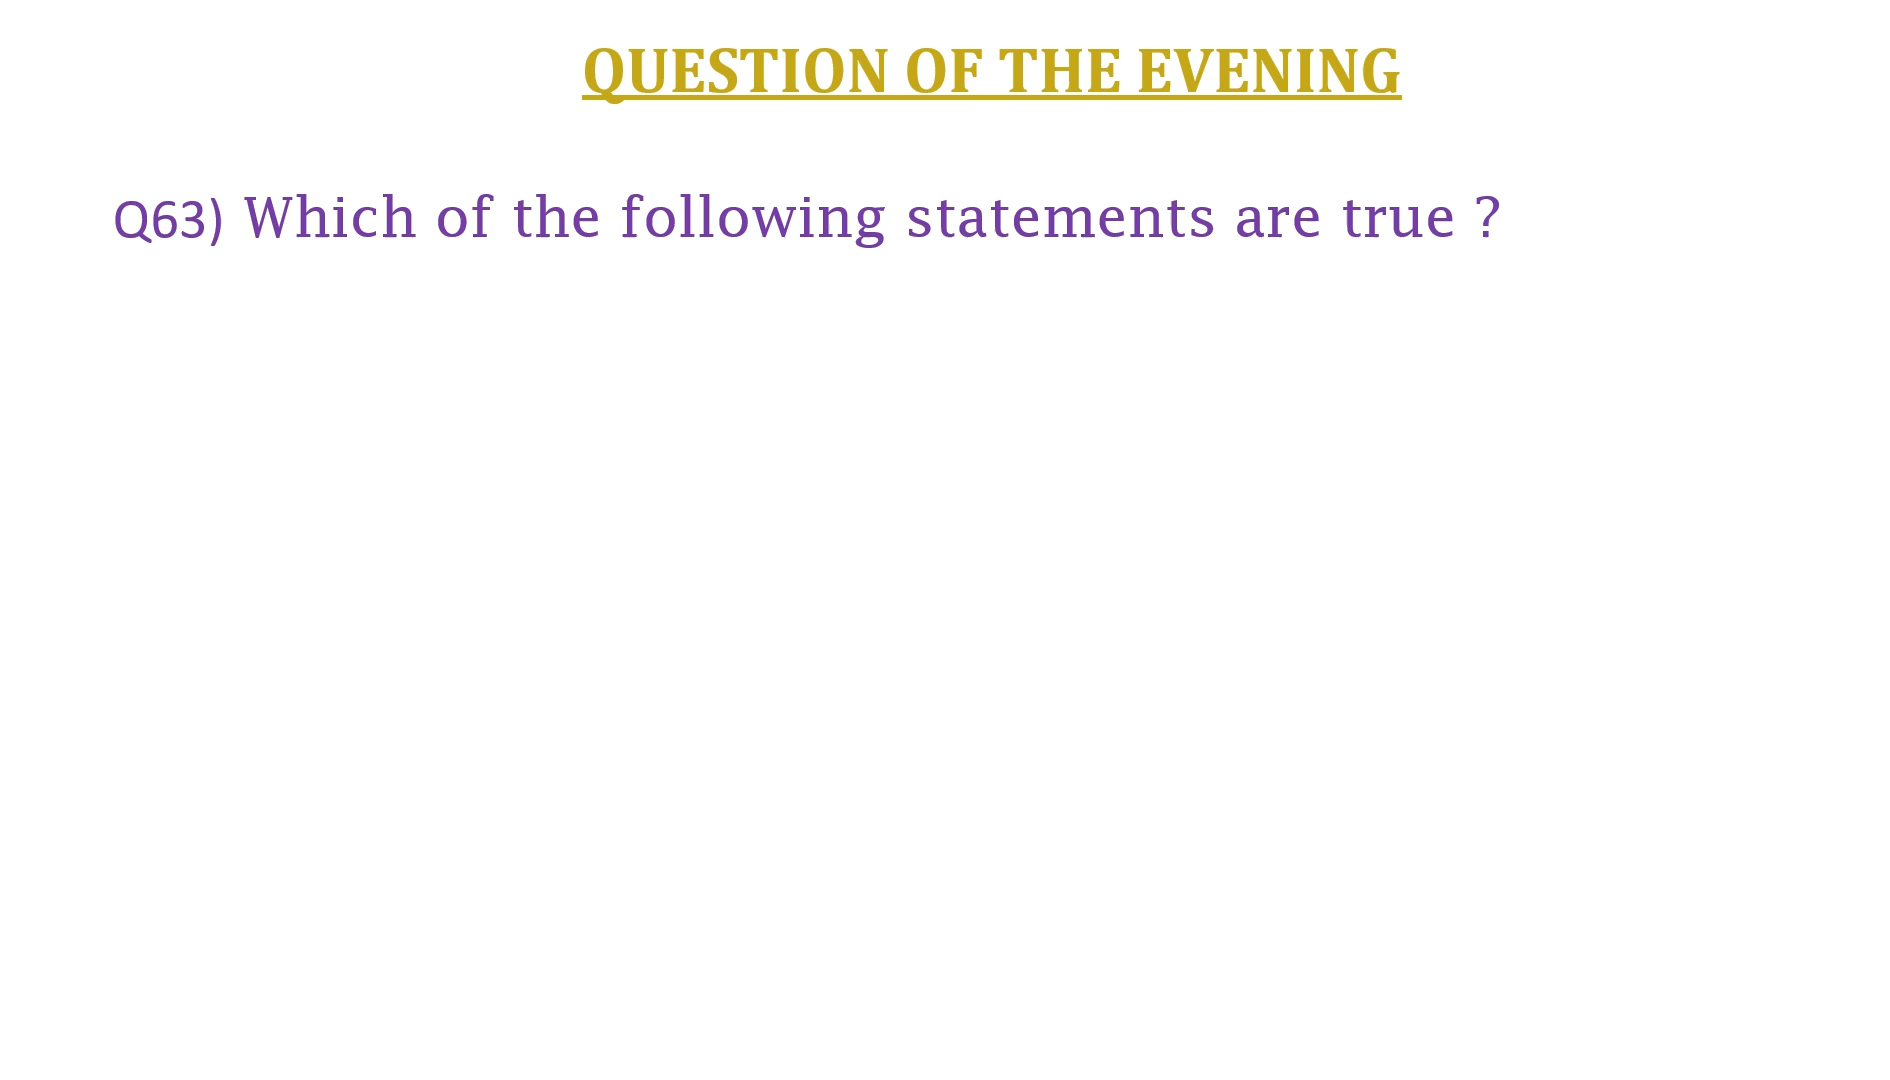 QUESTION OF THE EVENING
Q63) Which of the following statements are true ?